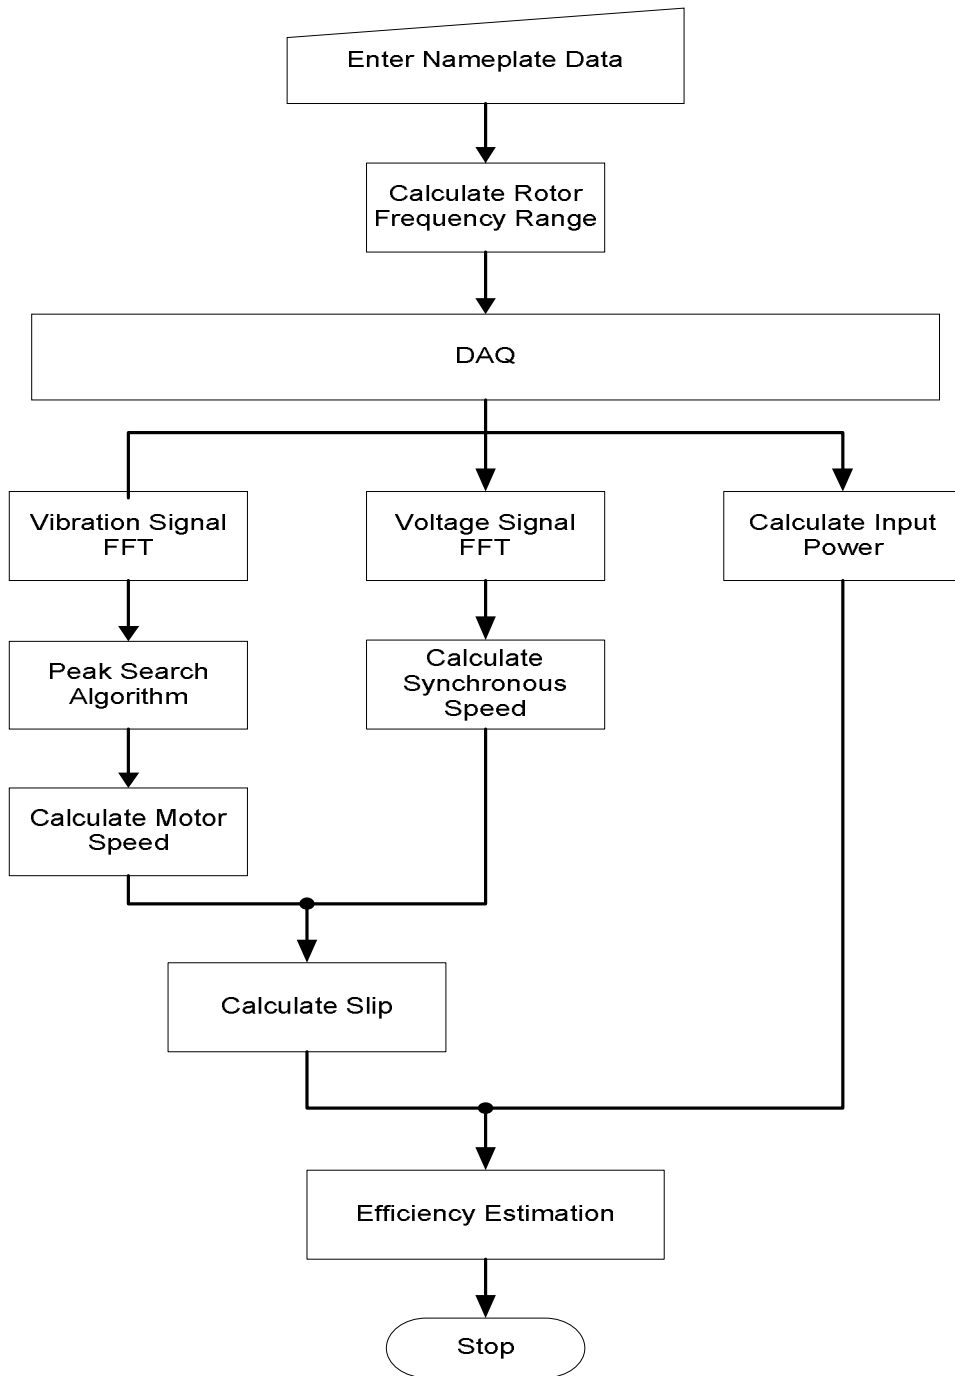 Enter Nameplate Data
Calculate Rotor
Frequency Range
DAQ
Vibration Signal
FFT
Voltage Signal
FFT
Calculate Input
Power
Peak Search
Algorithm
Calculate
Synchronous
Speed
Calculate Motor
Speed
Calculate Slip
Efficiency Estimation
Stop